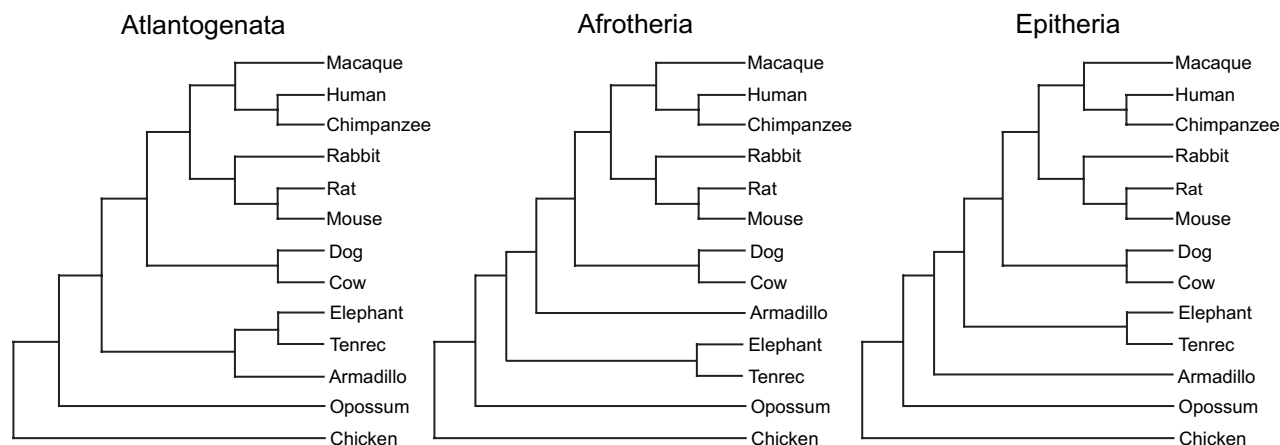 Atlantogenata
Macaque
Human
Chimpanzee
Rabbit
Rat
Mouse
Dog
Cow
Elephant
Tenrec
Armadillo
Opossum
Chicken
Afrotheria
Macaque
Human
Chimpanzee
Rabbit
Rat
Mouse
Dog
Cow
Armadillo
Elephant
Tenrec
Opossum
Chicken
Epitheria
Macaque
Human
Chimpanzee
Rabbit
Rat
Mouse
Dog
Cow
Elephant
Tenrec
Armadillo
Opossum
Chicken